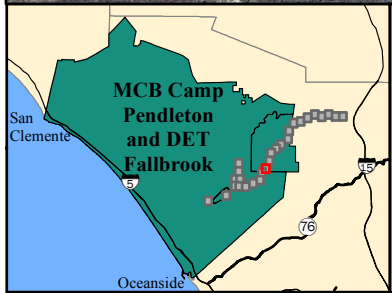 MCB Camp
Pendleton
and DET
Fallbrook
San
Clemente
5
15
76
Oceanside